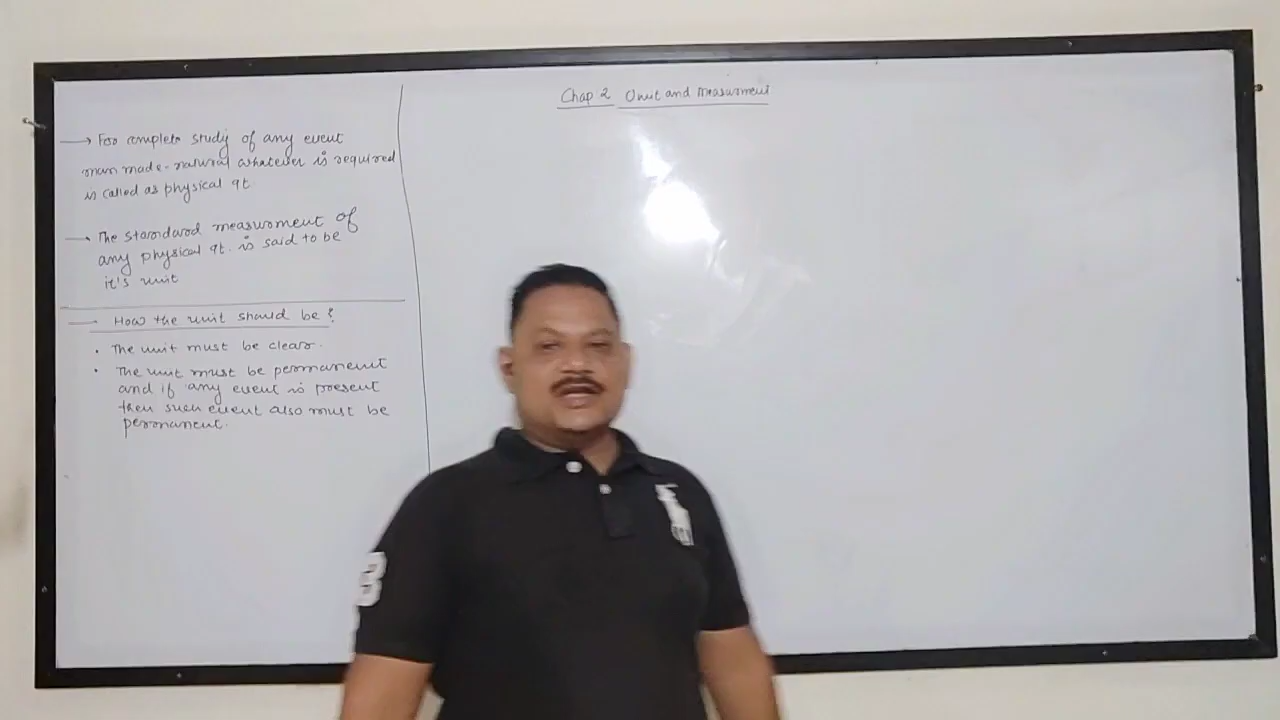 Chap 2 Unit and Measurment
→ For complete study of any event
man made - natural whatever is required
is called as physical qt.
→ The standard measurment of
any physical qt. is said to be
it's unit
— How the unit should be ?
• The unit must be clear.
• The unit must be permanent
and if any event is present
then such event also must be
permanent.
3